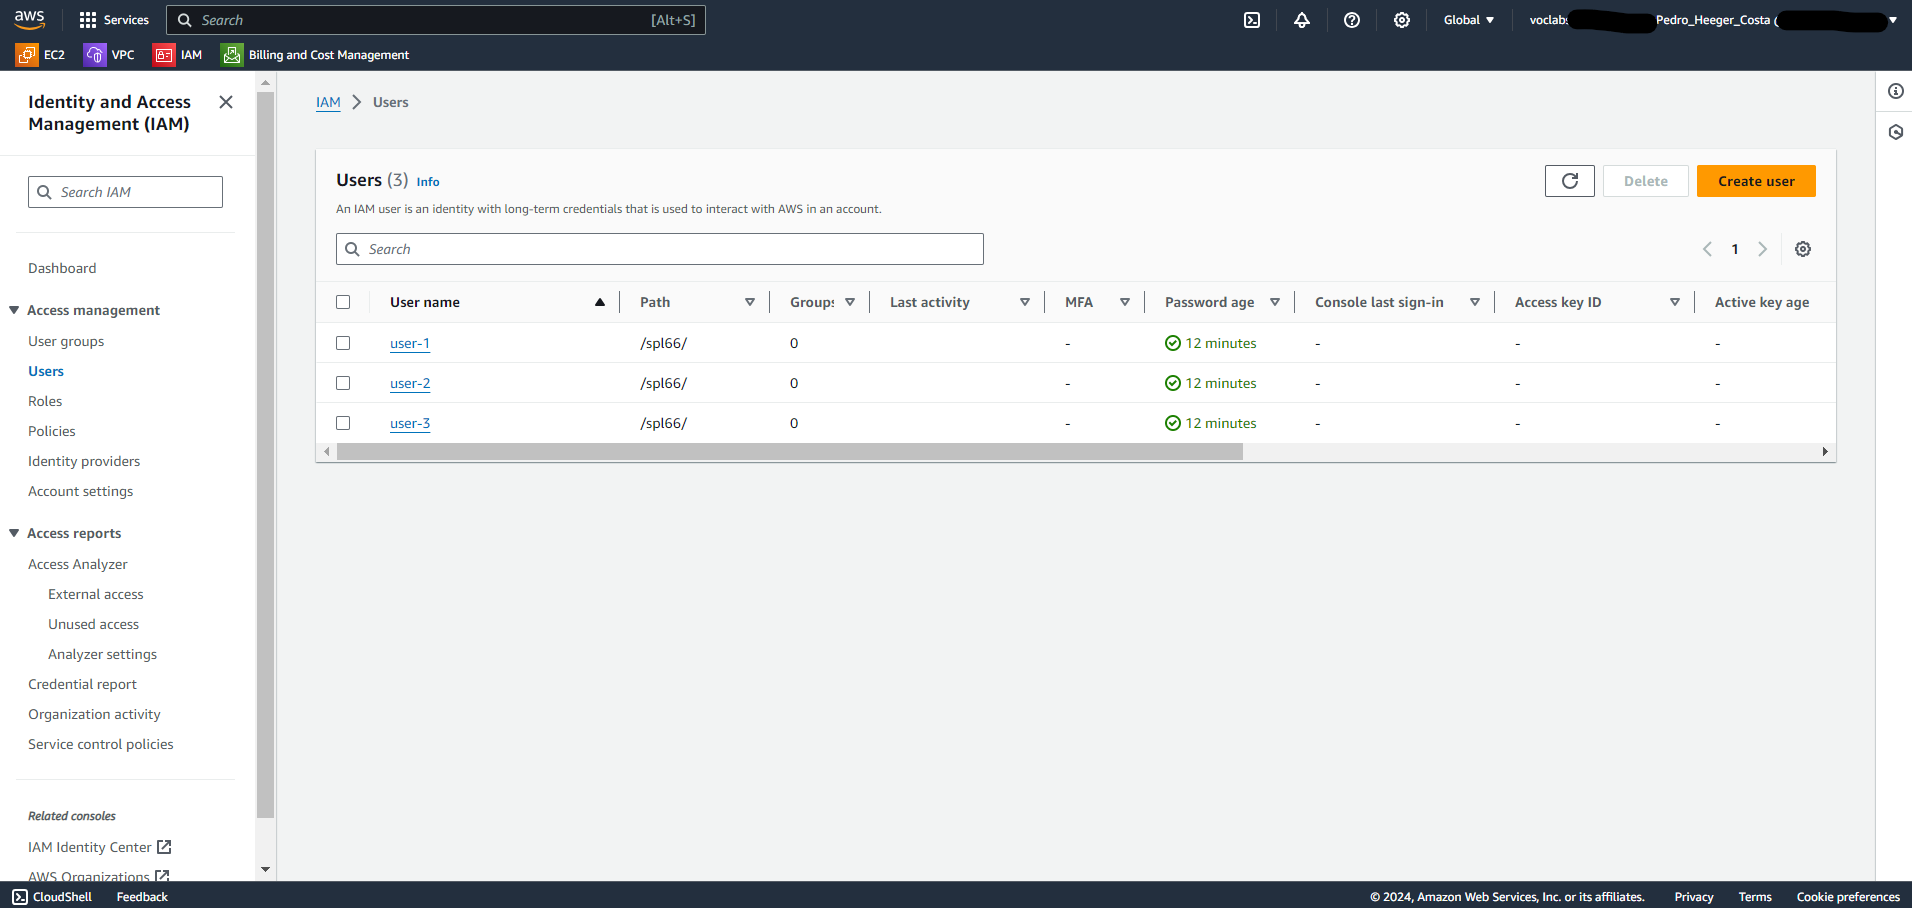 aws Services Search [Alt+S] Global voclabs Pedro_Heeger_Costa
EC2 VPC IAM Billing and Cost Management
Identity and Access
Management (IAM)
Search IAM
Dashboard
Access management
User groups
Users
Roles
Policies
Identity providers
Account settings
Access reports
Access Analyzer
External access
Unused access
Analyzer settings
Credential report
Organization activity
Service control policies
Related consoles
IAM Identity Center
AWS Organizations
IAM > Users
Users (3) Info
Delete Create user
An IAM user is an identity with long-term credentials that is used to interact with AWS in an account.
Search
1
User name Path Groups Last activity MFA Password age Console last sign-in Access key ID Active key age
user-1 /spl66/ 0 - 12 minutes - - -
user-2 /spl66/ 0 - 12 minutes - - -
user-3 /spl66/ 0 - 12 minutes - - -
CloudShell Feedback © 2024, Amazon Web Services, Inc. or its affiliates. Privacy Terms Cookie preferences